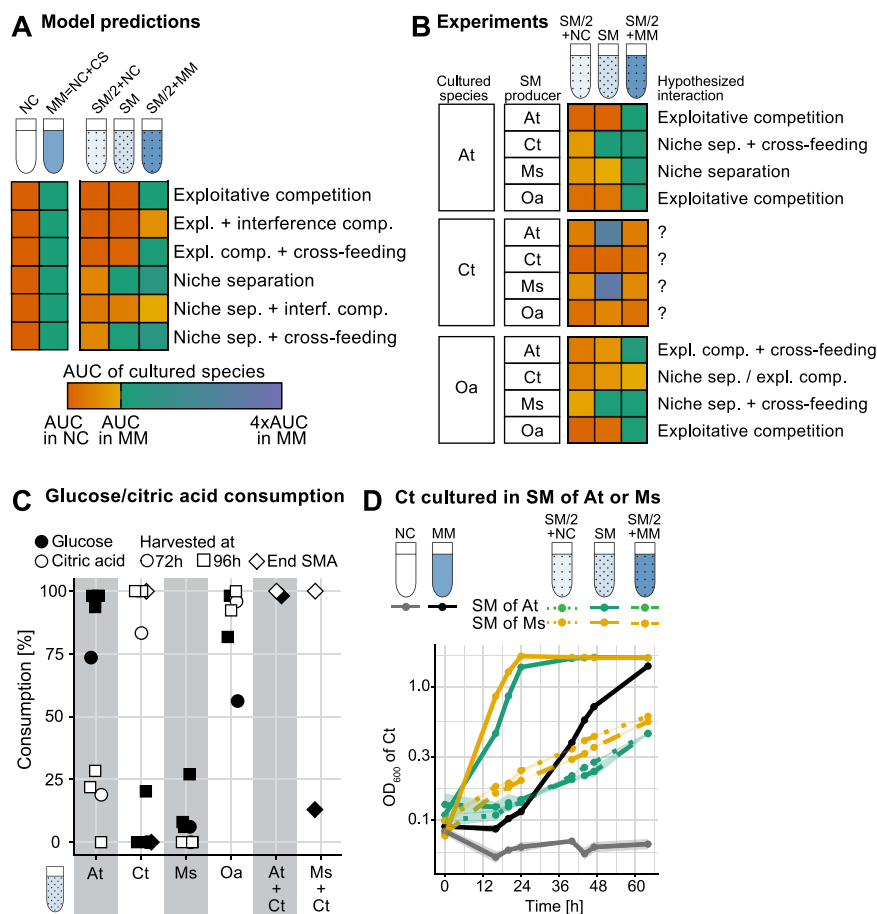 A Model predictions
NC
MM=NC+CS
SM/2+NC
SM
SM/2+MM
Exploitative competition
Expl. + interference comp.
Expl. comp. + cross-feeding
Niche separation
Niche sep. + interf. comp.
Niche sep. + cross-feeding
AUC of cultured species
AUC in NC
AUC in MM
4xAUC in MM
B Experiments
SM/2 +NC
SM
SM/2 +MM
Cultured species
SM producer
Hypothesized interaction
At
At Exploitative competition
Ct Niche sep. + cross-feeding
Ms Niche separation
Oa Exploitative competition
Ct
At ?
Ct ?
Ms ?
Oa ?
Oa
At Expl. comp. + cross-feeding
Ct Niche sep. / expl. comp.
Ms Niche sep. + cross-feeding
Oa Exploitative competition
C Glucose/citric acid consumption
Glucose
Citric acid
Harvested at
72h 96h End SMA
Consumption [%]
100
75
50
25
0
At
Ct
Ms
Oa
At + Ct
Ms + Ct
D Ct cultured in SM of At or Ms
NC
MM
SM/2 +NC
SM
SM/2 +MM
SM of At
SM of Ms
OD600 of Ct
1.0
0.3
0.1
0 12 24 36 48 60
Time [h]